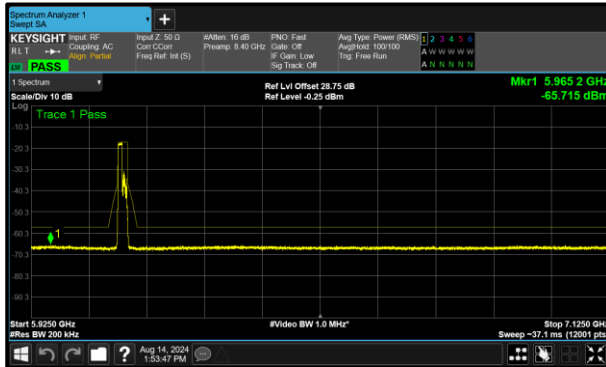 Spectrum Analyzer 1
Swept SA
KEYSIGHT
Input: RF
Coupling: AC
Align: Partial
Input Z: 50 Ω
Corr CCorr
Freq Ref: Int (S)
#Atten: 16 dB
Preamp: 8.40 GHz
PNO: Fast
Gate: Off
IF Gain: Low
Sig Track: Off
Avg Type: Power (RMS)
Avg|Hold: 100/100
Trig: Free Run
1 2 3 4 5 6
A W W W W W
A N N N N N
RLT
PASS
1 Spectrum
Scale/Div 10 dB
Ref Lvl Offset 28.75 dB
Ref Level -0.25 dBm
Mkr1 5.965 2 GHz
-65.715 dBm
Log
Trace 1 Pass
-10.3
-20.3
-30.3
-40.3
-50.3
-60.3
1
-70.3
-80.3
-90.3
Start 5.9250 GHz
#Res BW 200 kHz
#Video BW 1.0 MHz*
Stop 7.1250 GHz
Sweep ~37.1 ms (12001 pts
?
Aug 14, 2024
1:53:47 PM